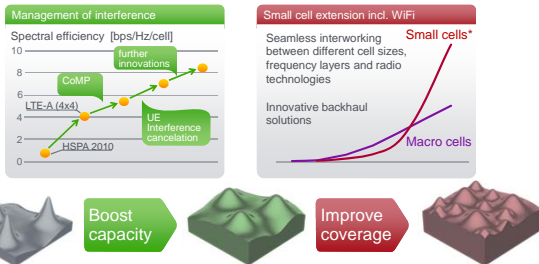 Management of interference
Spectral efficiency [bps/Hz/cell]
10
8
6
4
2
0
further
innovations
CoMP
LTE-A (4x4)
UE
Interference
cancelation
HSPA 2010
Small cell extension incl. WiFi
Seamless interworking
between different cell sizes,
frequency layers and radio
technologies
Small cells*
Innovative backhaul
solutions
Macro cells
Boost
capacity
Improve
coverage